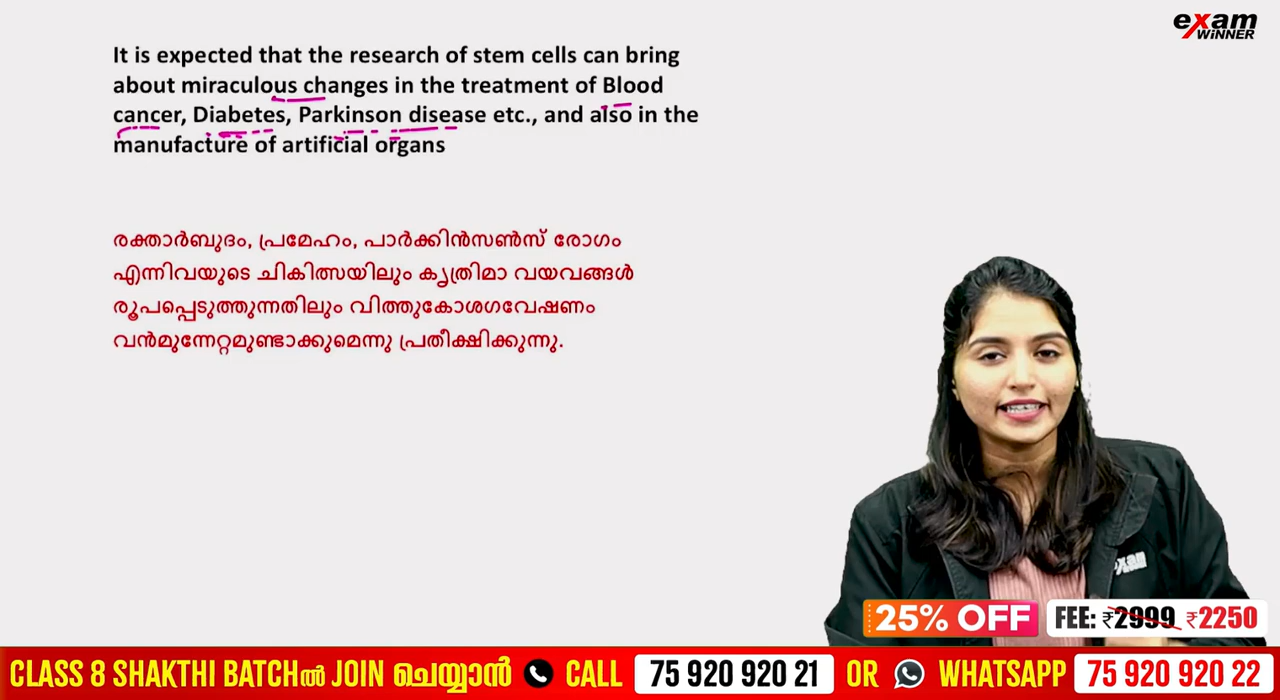 exam
WiNNER
It is expected that the research of stem cells can bring
about miraculous changes in the treatment of Blood
cancer, Diabetes, Parkinson disease etc., and also in the
manufacture of artificial organs
രക്താർബുദം, പ്രമേഹം, പാർക്കിൻസൺസ് രോഗം
എന്നിവയുടെ ചികിത്സയിലും കൃത്രിമാ വയവങ്ങൾ
രൂപപ്പെടുത്തുന്നതിലും വിത്തുകോശഗവേഷണം
വൻമുന്നേറ്റമുണ്ടാക്കുമെന്നു പ്രതീക്ഷിക്കുന്നു.
exam
25% OFF FEE: ₹2999 ₹2250
CLASS 8 SHAKTHI BATCHൽ JOIN ചെയ്യാൻ CALL 75 920 920 21 OR WHATSAPP 75 920 920 22